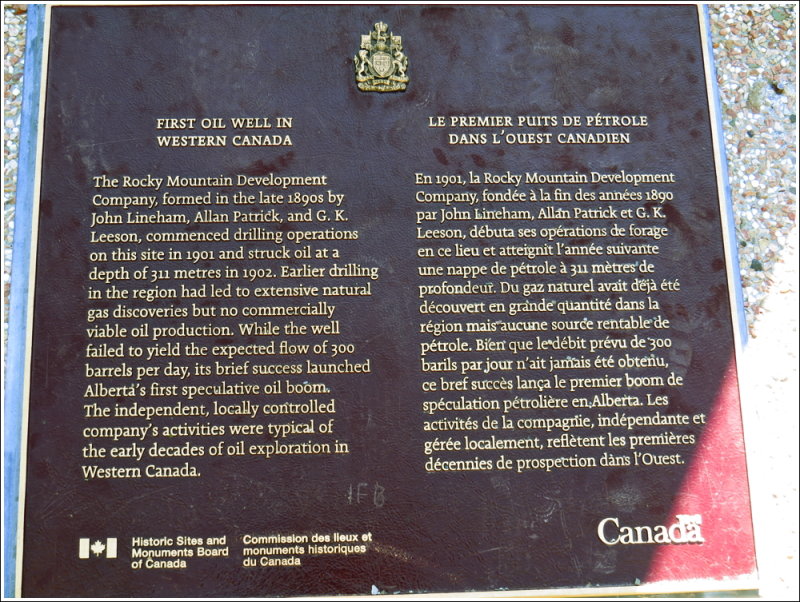 FIRST OIL WELL IN
WESTERN CANADA
The Rocky Mountain Development
Company, formed in the late 1890s by
John Lineham, Allan Patrick, and G. K.
Leeson, commenced drilling operations
on this site in 1901 and struck oil at a
depth of 311 metres in 1902. Earlier drilling
in the region had led to extensive natural
gas discoveries but no commercially
viable oil production. While the well
failed to yield the expected flow of 300
barrels per day, its brief success launched
Alberta's first speculative oil boom.
The independent, locally controlled
company's activities were typical of
the early decades of oil exploration in
Western Canada.
LE PREMIER PUITS DE PÉTROLE
DANS L'OUEST CANADIEN
En 1901, la Rocky Mountain Development
Company, fondée à la fin des années 1890
par John Lineham, Allan Patrick et G. K.
Leeson, débuta ses opérations de forage
en ce lieu et atteignit l'année suivante
une nappe de pétrole à 311 mètres de
profondeur. Du gaz naturel avait déjà été
découvert en grande quantité dans la
région mais aucune source rentable de
pétrole. Bien que le débit prévu de 300
barils par jour n'ait jamais été obtenu,
ce bref succès lança le premier boom de
spéculation pétrolière en Alberta. Les
activités de la compagnie, indépendante et
gérée localement, reflètent les premières
décennies de prospection dans l'Ouest.
Historic Sites and
Monuments Board
of Canada
Commission des lieux et
monuments historiques
du Canada
Canada